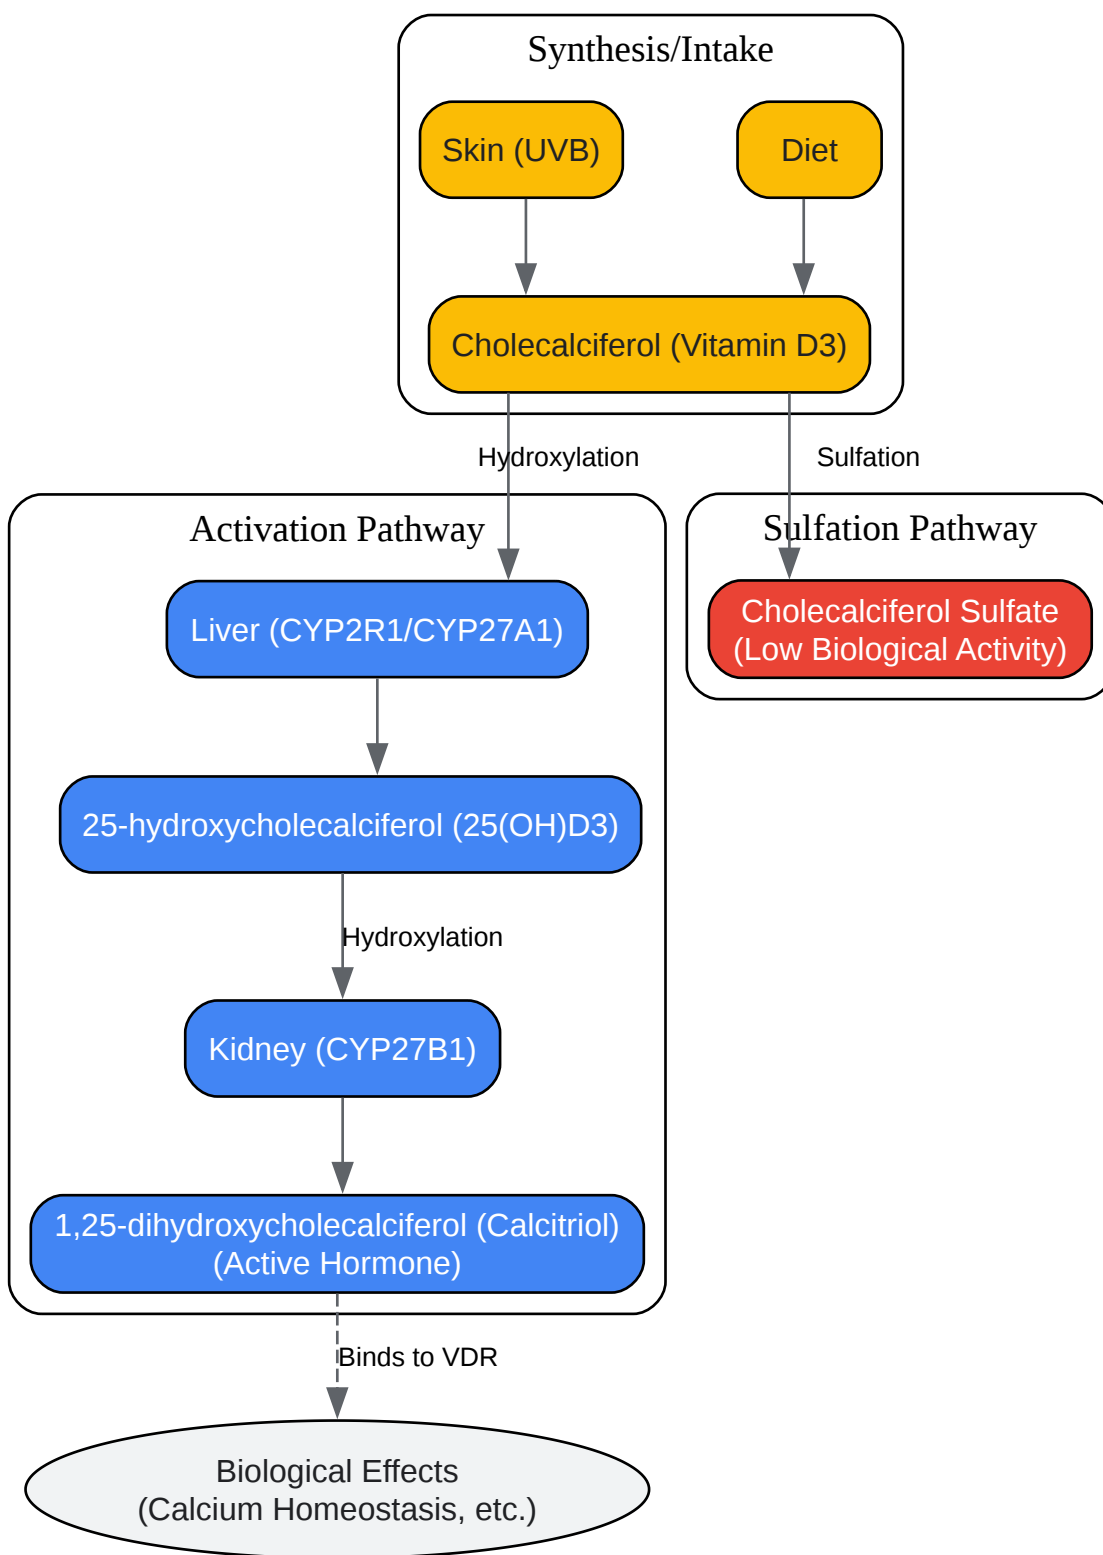 Synthesis/Intake
Skin (UVB)
Diet
Cholecalciferol (Vitamin D3)
Hydroxylation
Sulfation
Activation Pathway
Sulfation Pathway
Liver (CYP2R1/CYP27A1)
Cholecalciferol Sulfate
(Low Biological Activity)
25-hydroxycholecalciferol (25(OH)D3)
Hydroxylation
Kidney (CYP27B1)
1,25-dihydroxycholecalciferol (Calcitriol)
(Active Hormone)
Binds to VDR
Biological Effects
(Calcium Homeostasis, etc.)